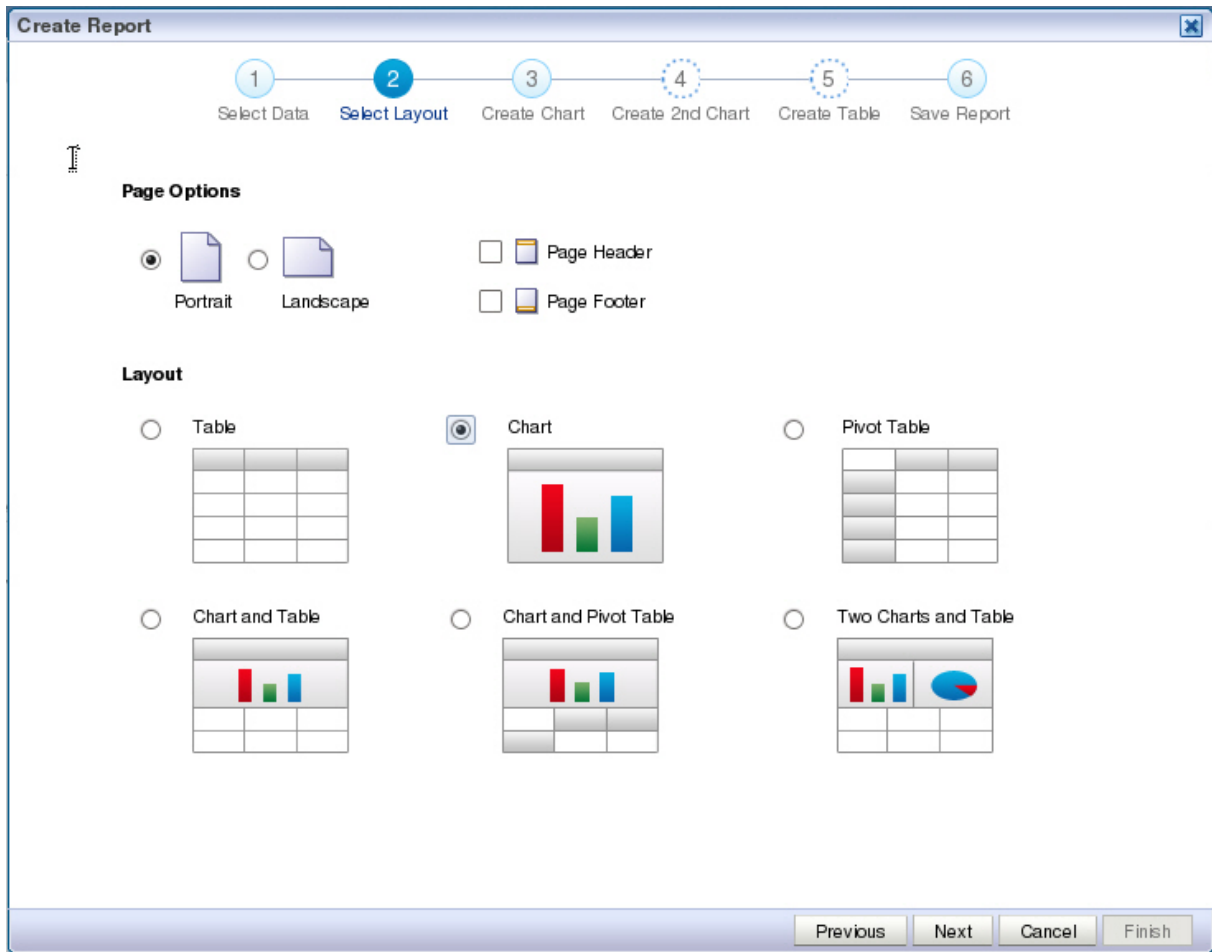 Create Report
1 2 3 4 5 6
Select Data Select Layout Create Chart Create 2nd Chart Create Table Save Report
Page Options
Portrait Landscape
Page Header
Page Footer
Layout
Table Chart Pivot Table
Chart and Table Chart and Pivot Table Two Charts and Table
Previous Next Cancel Finish